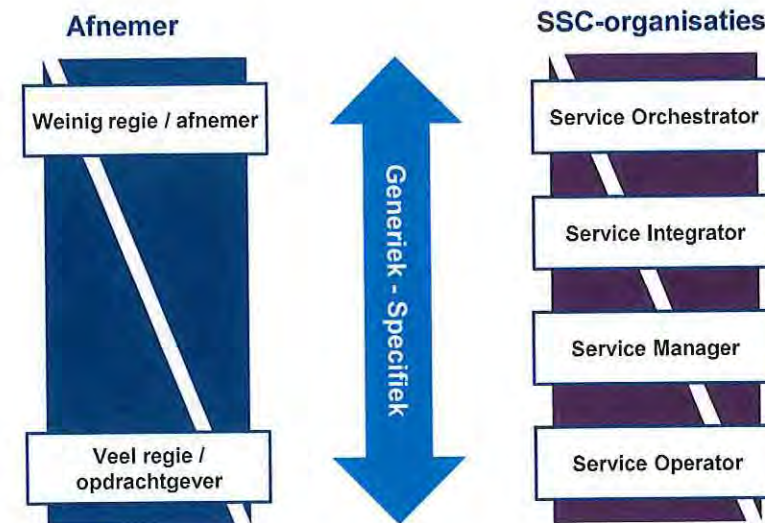 Afnemer
SSC-organisaties
Weinig regie / afnemer
Veel regie /
opdrachtgever
Generiek - Specifiek
Service Orchestrator
Service Integrator
Service Manager
Service Operator